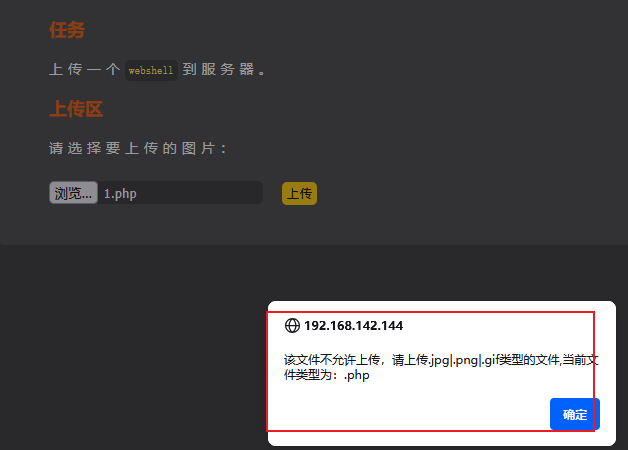 任务
上传一个 webshell 到服务器。
上传区
请选择要上传的图片：
浏览... 1.php 上传
192.168.142.144
该文件不允许上传，请上传.jpg|.png|.gif类型的文件,当前文
件类型为：.php
确定